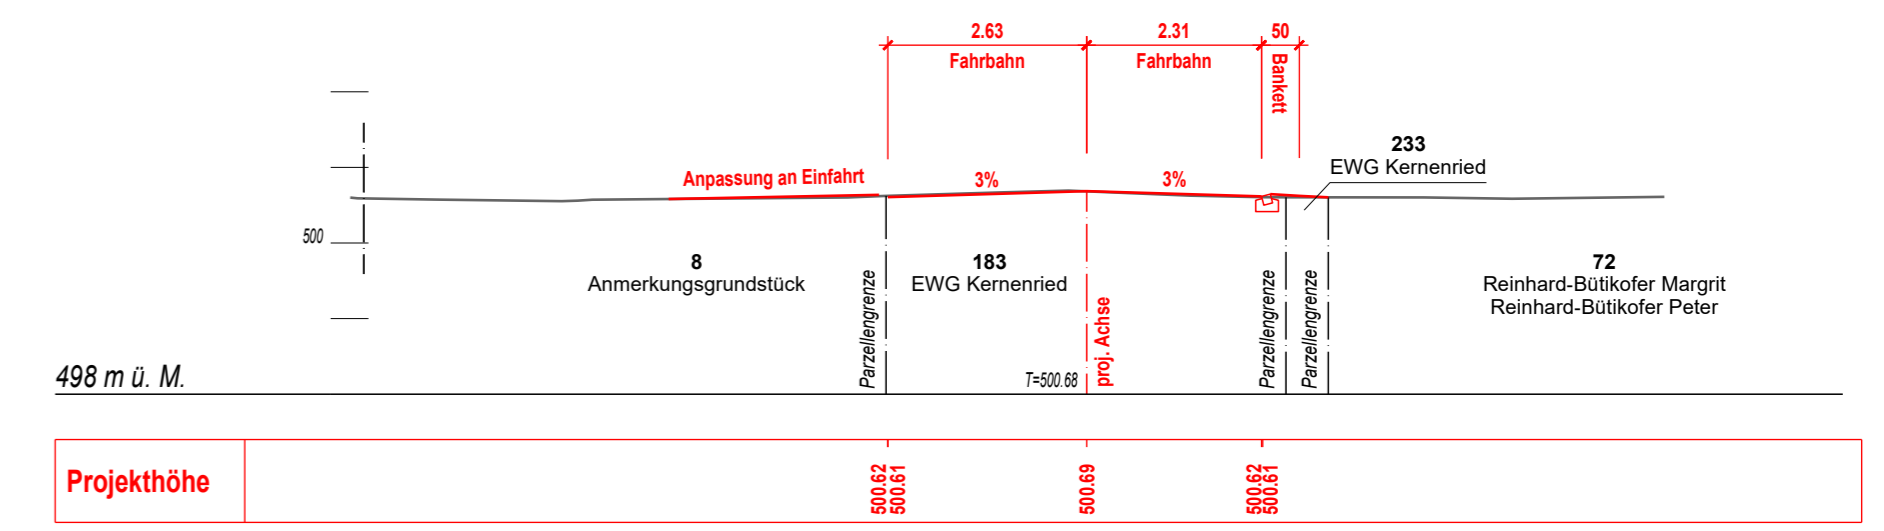 2.63
2.31
50
Fahrbahn
Fahrbahn
Bankett
233
EWG Kernenried
Anpassung an Einfahrt
3%
3%
500
8
Anmerkungsgrundstück
Parzellengrenze
183
EWG Kernenried
proj. Achse
T=500.68
Parzellengrenze
Parzellengrenze
72
Reinhard-Bütikofer Margrit
Reinhard-Bütikofer Peter
498 m ü. M.
Projekthöhe
500.62
500.61
500.69
500.62
500.61